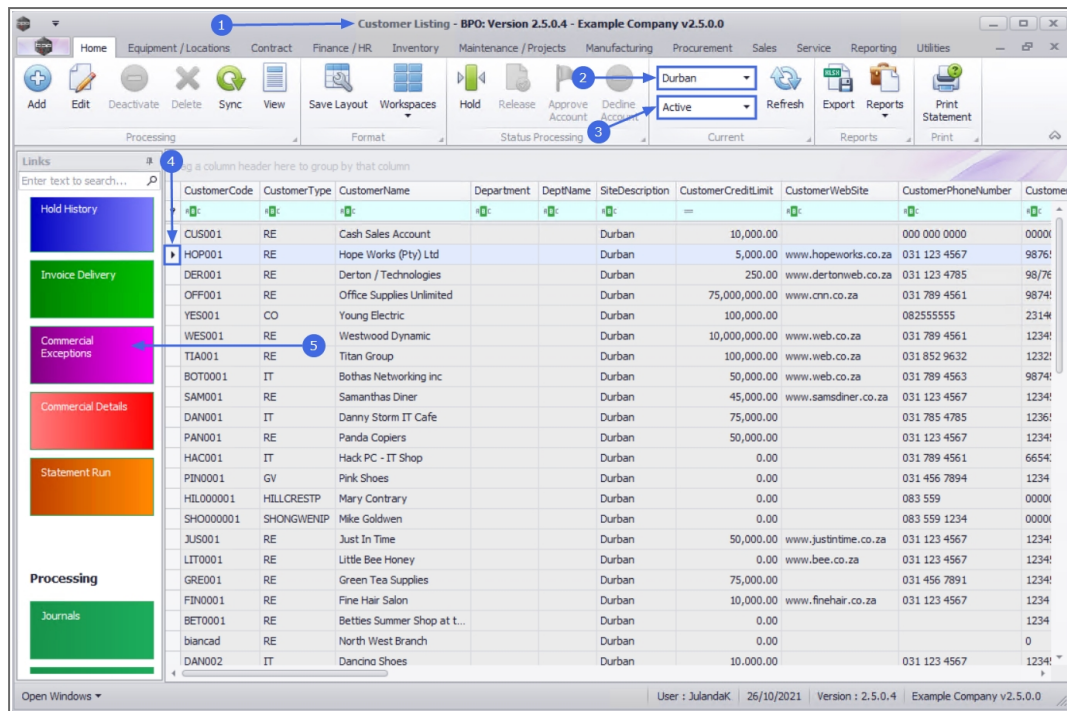 1
Customer Listing - BPO: Version 2.5.0.4 - Example Company v2.5.0.0
Home Equipment / Locations Contract Finance / HR Inventory Maintenance / Projects Manufacturing Procurement Sales Service Reporting Utilities
Add Edit Deactivate Delete Sync View Save Layout Workspaces Hold Release Approve Account Decline Account
2 Durban
3 Active
Refresh Export Reports Print Statement
Processing Format Status Processing Current Reports Print
Links
Enter text to search...
4
ag a column header here to group by that column
CustomerCode CustomerType CustomerName Department DeptName SiteDescription CustomerCreditLimit CustomerWebSite CustomerPhoneNumber Customer
CUS001 RE Cash Sales Account Durban 10,000.00 000 000 0000
HOP001 RE Hope Works (Pty) Ltd Durban 5,000.00 www.hopeworks.co.za 031 123 4567
DER001 RE Derton / Technologies Durban 250.00 www.dertonweb.co.za 031 123 4785 98/76
OFF001 RE Office Supplies Unlimited Durban 75,000,000.00 www.cnn.co.za 031 789 4561
YES001 CO Young Electric Durban 100,000.00 082555555
WES001 RE Westwood Dynamic Durban 10,000,000.00 www.web.co.za 031 789 4561
TIA001 RE Titan Group Durban 100,000.00 www.web.co.za 031 852 9632
BOT0001 IT Bothas Networking inc Durban 50,000.00 www.web.co.za 031 789 4563
SAM001 RE Samanthas Diner Durban 45,000.00 www.samsdiner.co.za 031 123 4567
DAN001 IT Danny Storm IT Cafe Durban 75,000.00 031 785 4785
PAN001 RE Panda Copiers Durban 50,000.00 031 123 4567
HAC001 IT Hack PC - IT Shop Durban 0.00 031 789 4561
PIN0001 GV Pink Shoes Durban 0.00 031 456 7894 1234
HIL000001 HILLCRESTP Mary Contrary Durban 0.00 083 559
SHO000001 SHONGWENIP Mike Goldwen Durban 0.00 083 559 1234
JUS001 RE Just In Time Durban 50,000.00 www.justintime.co.za 031 123 4567
LIT0001 RE Little Bee Honey Durban 0.00 www.bee.co.za 031 123 4567
GRE001 RE Green Tea Supplies Durban 75,000.00 031 456 7891
FIN0001 RE Fine Hair Salon Durban 10,000.00 www.finehair.co.za 031 123 4567 1234
BET0001 RE Betties Summer Shop at t... Durban 0.00 1234
biancad RE North West Branch Durban 0.00 0
DAN002 IT Dancing Shoes Durban 10,000.00 031 123 4567
Hold History
Invoice Delivery
Commercial
Exceptions
5
Commercial Details
Statement Run
Processing
Journals
Open Windows User : JulandaK 26/10/2021 Version : 2.5.0.4 Example Company v2.5.0.0